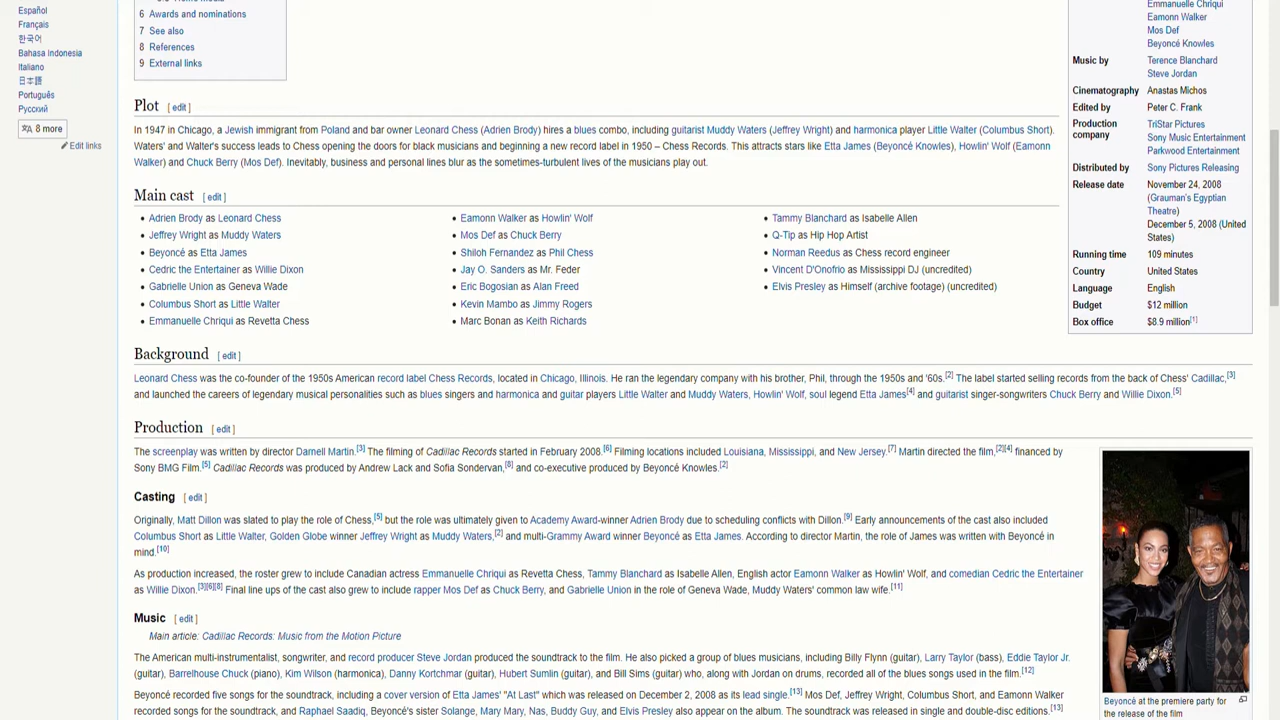 Español
Français
한국어
Bahasa Indonesia
Italiano
日本語
Português
Русский
8 more
Edit links
6 Awards and nominations
7 See also
8 References
9 External links
Emmanuelle Chriqui
Eamonn Walker
Mos Def
Beyoncé Knowles
Music by Terence Blanchard
Steve Jordan
Cinematography Anastas Michos
Edited by Peter C. Frank
Production company TriStar Pictures
Sony Music Entertainment
Parkwood Entertainment
Distributed by Sony Pictures Releasing
Release date November 24, 2008
(Grauman's Egyptian
Theatre)
December 5, 2008 (United
States)
Running time 109 minutes
Country United States
Language English
Budget $12 million
Box office $8.9 million[1]
Plot [ edit ]
In 1947 in Chicago, a Jewish immigrant from Poland and bar owner Leonard Chess (Adrien Brody) hires a blues combo, including guitarist Muddy Waters (Jeffrey Wright) and harmonica player Little Walter (Columbus Short).
Waters' and Walter's success leads to Chess opening the doors for black musicians and beginning a new record label in 1950 – Chess Records. This attracts stars like Etta James (Beyoncé Knowles), Howlin' Wolf (Eamonn
Walker) and Chuck Berry (Mos Def). Inevitably, business and personal lines blur as the sometimes-turbulent lives of the musicians play out.
Main cast [ edit ]
• Adrien Brody as Leonard Chess
• Jeffrey Wright as Muddy Waters
• Beyoncé as Etta James
• Cedric the Entertainer as Willie Dixon
• Gabrielle Union as Geneva Wade
• Columbus Short as Little Walter
• Emmanuelle Chriqui as Revetta Chess
• Eamonn Walker as Howlin' Wolf
• Mos Def as Chuck Berry
• Shiloh Fernandez as Phil Chess
• Jay O. Sanders as Mr. Feder
• Eric Bogosian as Alan Freed
• Kevin Mambo as Jimmy Rogers
• Marc Bonan as Keith Richards
• Tammy Blanchard as Isabelle Allen
• Q-Tip as Hip Hop Artist
• Norman Reedus as Chess record engineer
• Vincent D'Onofrio as Mississippi DJ (uncredited)
• Elvis Presley as Himself (archive footage) (uncredited)
Background [ edit ]
Leonard Chess was the co-founder of the 1950s American record label Chess Records, located in Chicago, Illinois. He ran the legendary company with his brother, Phil, through the 1950s and '60s.[2] The label started selling records from the back of Chess' Cadillac,[3]
and launched the careers of legendary musical personalities such as blues singers and harmonica and guitar players Little Walter and Muddy Waters, Howlin' Wolf, soul legend Etta James[4] and guitarist singer-songwriters Chuck Berry and Willie Dixon.[5]
Production [ edit ]
The screenplay was written by director Darnell Martin.[3] The filming of Cadillac Records started in February 2008.[6] Filming locations included Louisiana, Mississippi, and New Jersey.[7] Martin directed the film,[2][4] financed by
Sony BMG Film.[5] Cadillac Records was produced by Andrew Lack and Sofia Sondervan,[8] and co-executive produced by Beyoncé Knowles.[2]
Casting [ edit ]
Originally, Matt Dillon was slated to play the role of Chess,[5] but the role was ultimately given to Academy Award-winner Adrien Brody due to scheduling conflicts with Dillon.[9] Early announcements of the cast also included
Columbus Short as Little Walter, Golden Globe winner Jeffrey Wright as Muddy Waters,[2] and multi-Grammy Award winner Beyoncé as Etta James. According to director Martin, the role of James was written with Beyoncé in
mind.[10]
As production increased, the roster grew to include Canadian actress Emmanuelle Chriqui as Revetta Chess, Tammy Blanchard as Isabelle Allen, English actor Eamonn Walker as Howlin' Wolf, and comedian Cedric the Entertainer
as Willie Dixon.[3][6][8] Final line ups of the cast also grew to include rapper Mos Def as Chuck Berry, and Gabrielle Union in the role of Geneva Wade, Muddy Waters' common law wife.[11]
Music [ edit ]
Main article: Cadillac Records: Music from the Motion Picture
The American multi-instrumentalist, songwriter, and record producer Steve Jordan produced the soundtrack to the film. He also picked a group of blues musicians, including Billy Flynn (guitar), Larry Taylor (bass), Eddie Taylor Jr.
(guitar), Barrelhouse Chuck (piano), Kim Wilson (harmonica), Danny Kortchmar (guitar), Hubert Sumlin (guitar), and Bill Sims (guitar) who, along with Jordan on drums, recorded all of the blues songs used in the film.[12]
Beyoncé recorded five songs for the soundtrack, including a cover version of Etta James' "At Last" which was released on December 2, 2008 as its lead single.[13] Mos Def, Jeffrey Wright, Columbus Short, and Eamonn Walker
recorded songs for the soundtrack, and Raphael Saadiq, Beyoncé's sister Solange, Mary Mary, Nas, Buddy Guy, and Elvis Presley also appear on the album. The soundtrack was released in single and double-disc editions.[13]
Beyoncé at the premiere party for
the release of the film